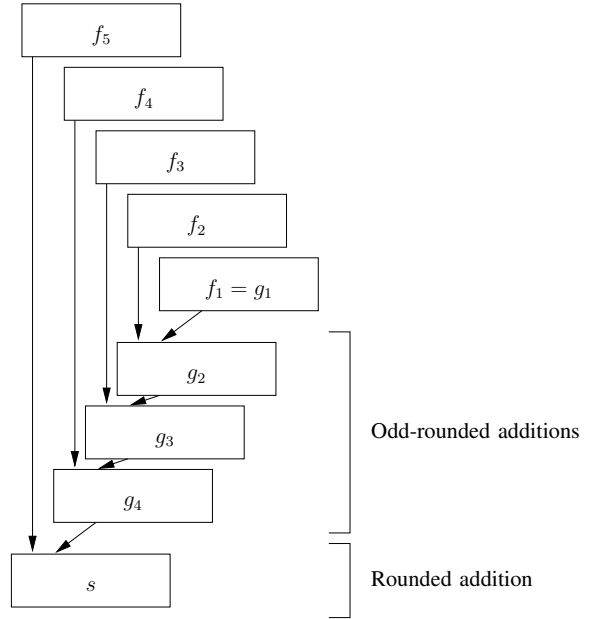 f₅
f₄
f₃
f₂
f₁ = g₁
g₂
g₃
Odd-rounded additions
g₄
s
Rounded addition